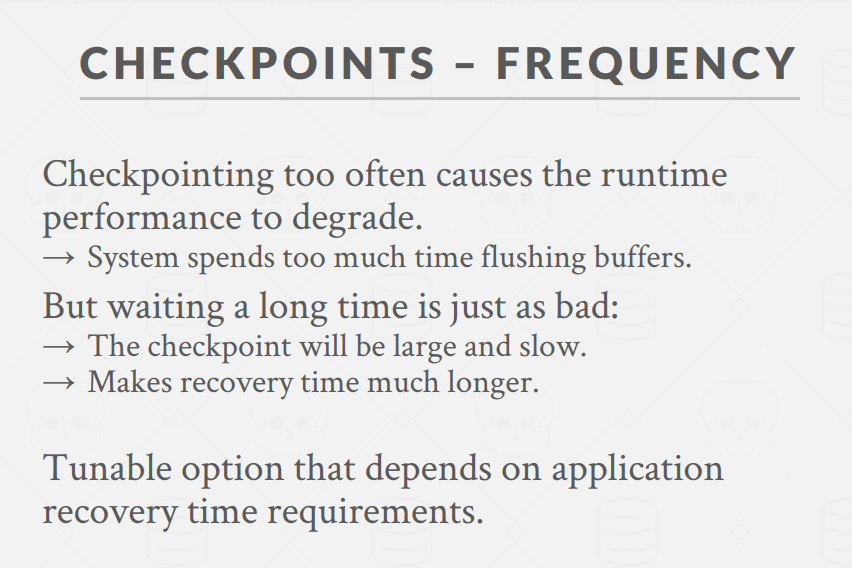 CHECKPOINTS – FREQUENCY
Checkpointing too often causes the runtime
performance to degrade.
→ System spends too much time flushing buffers.
But waiting a long time is just as bad:
→ The checkpoint will be large and slow.
→ Makes recovery time much longer.
Tunable option that depends on application
recovery time requirements.